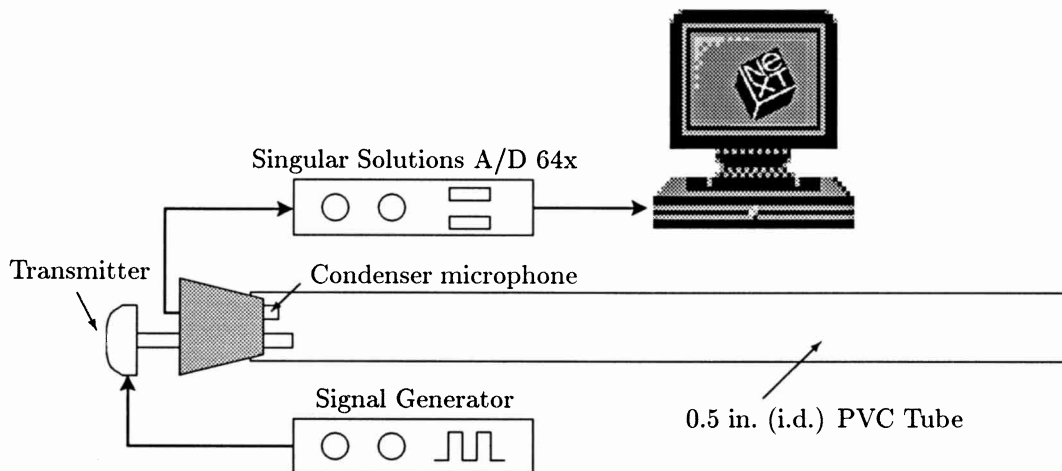 NeXT
Singular Solutions A/D 64x
Transmitter
Condenser microphone
Signal Generator
0.5 in. (i.d.) PVC Tube